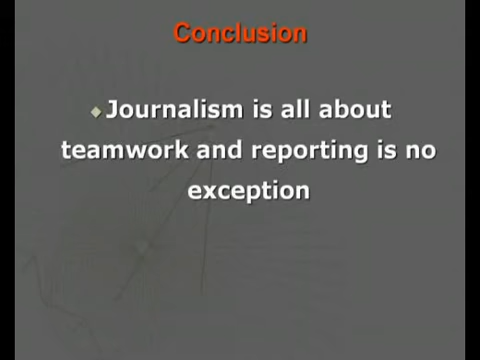 Conclusion
Journalism is all about
teamwork and reporting is no
exception